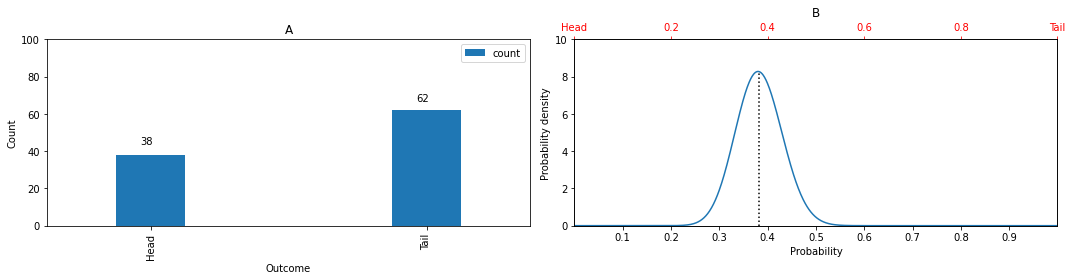 A
100
80
60
40
20
0
Count
count
38
62
Head
Tail
Outcome
B
Head 0.2 0.4 0.6 0.8 Tail
10
8
6
4
2
0
Probability density
0.1 0.2 0.3 0.4 0.5 0.6 0.7 0.8 0.9
Probability